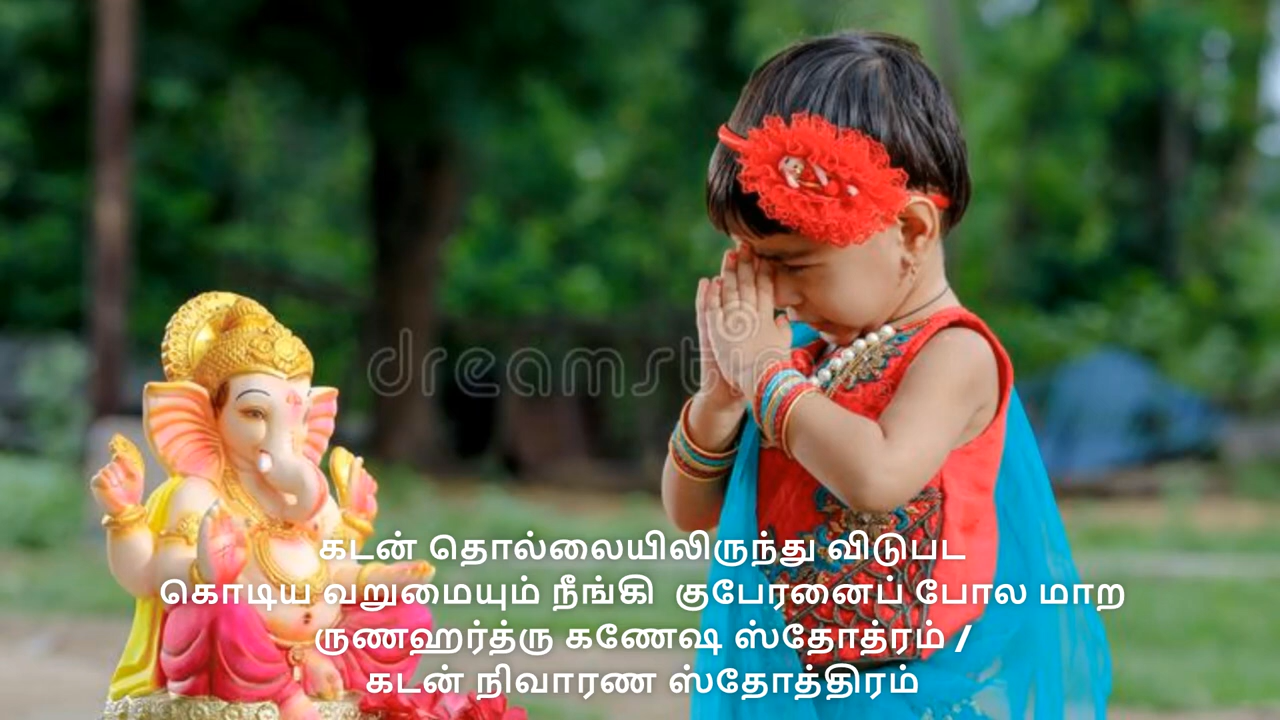 dreamstime
கடன் தொல்லையிலிருந்து விடுபட
கொடிய வறுமையும் நீங்கி குபேரனைப் போல மாற
ருணஹர்த்ரு கணேஷ ஸ்தோத்ரம் /
கடன் நிவாரண ஸ்தோத்திரம்